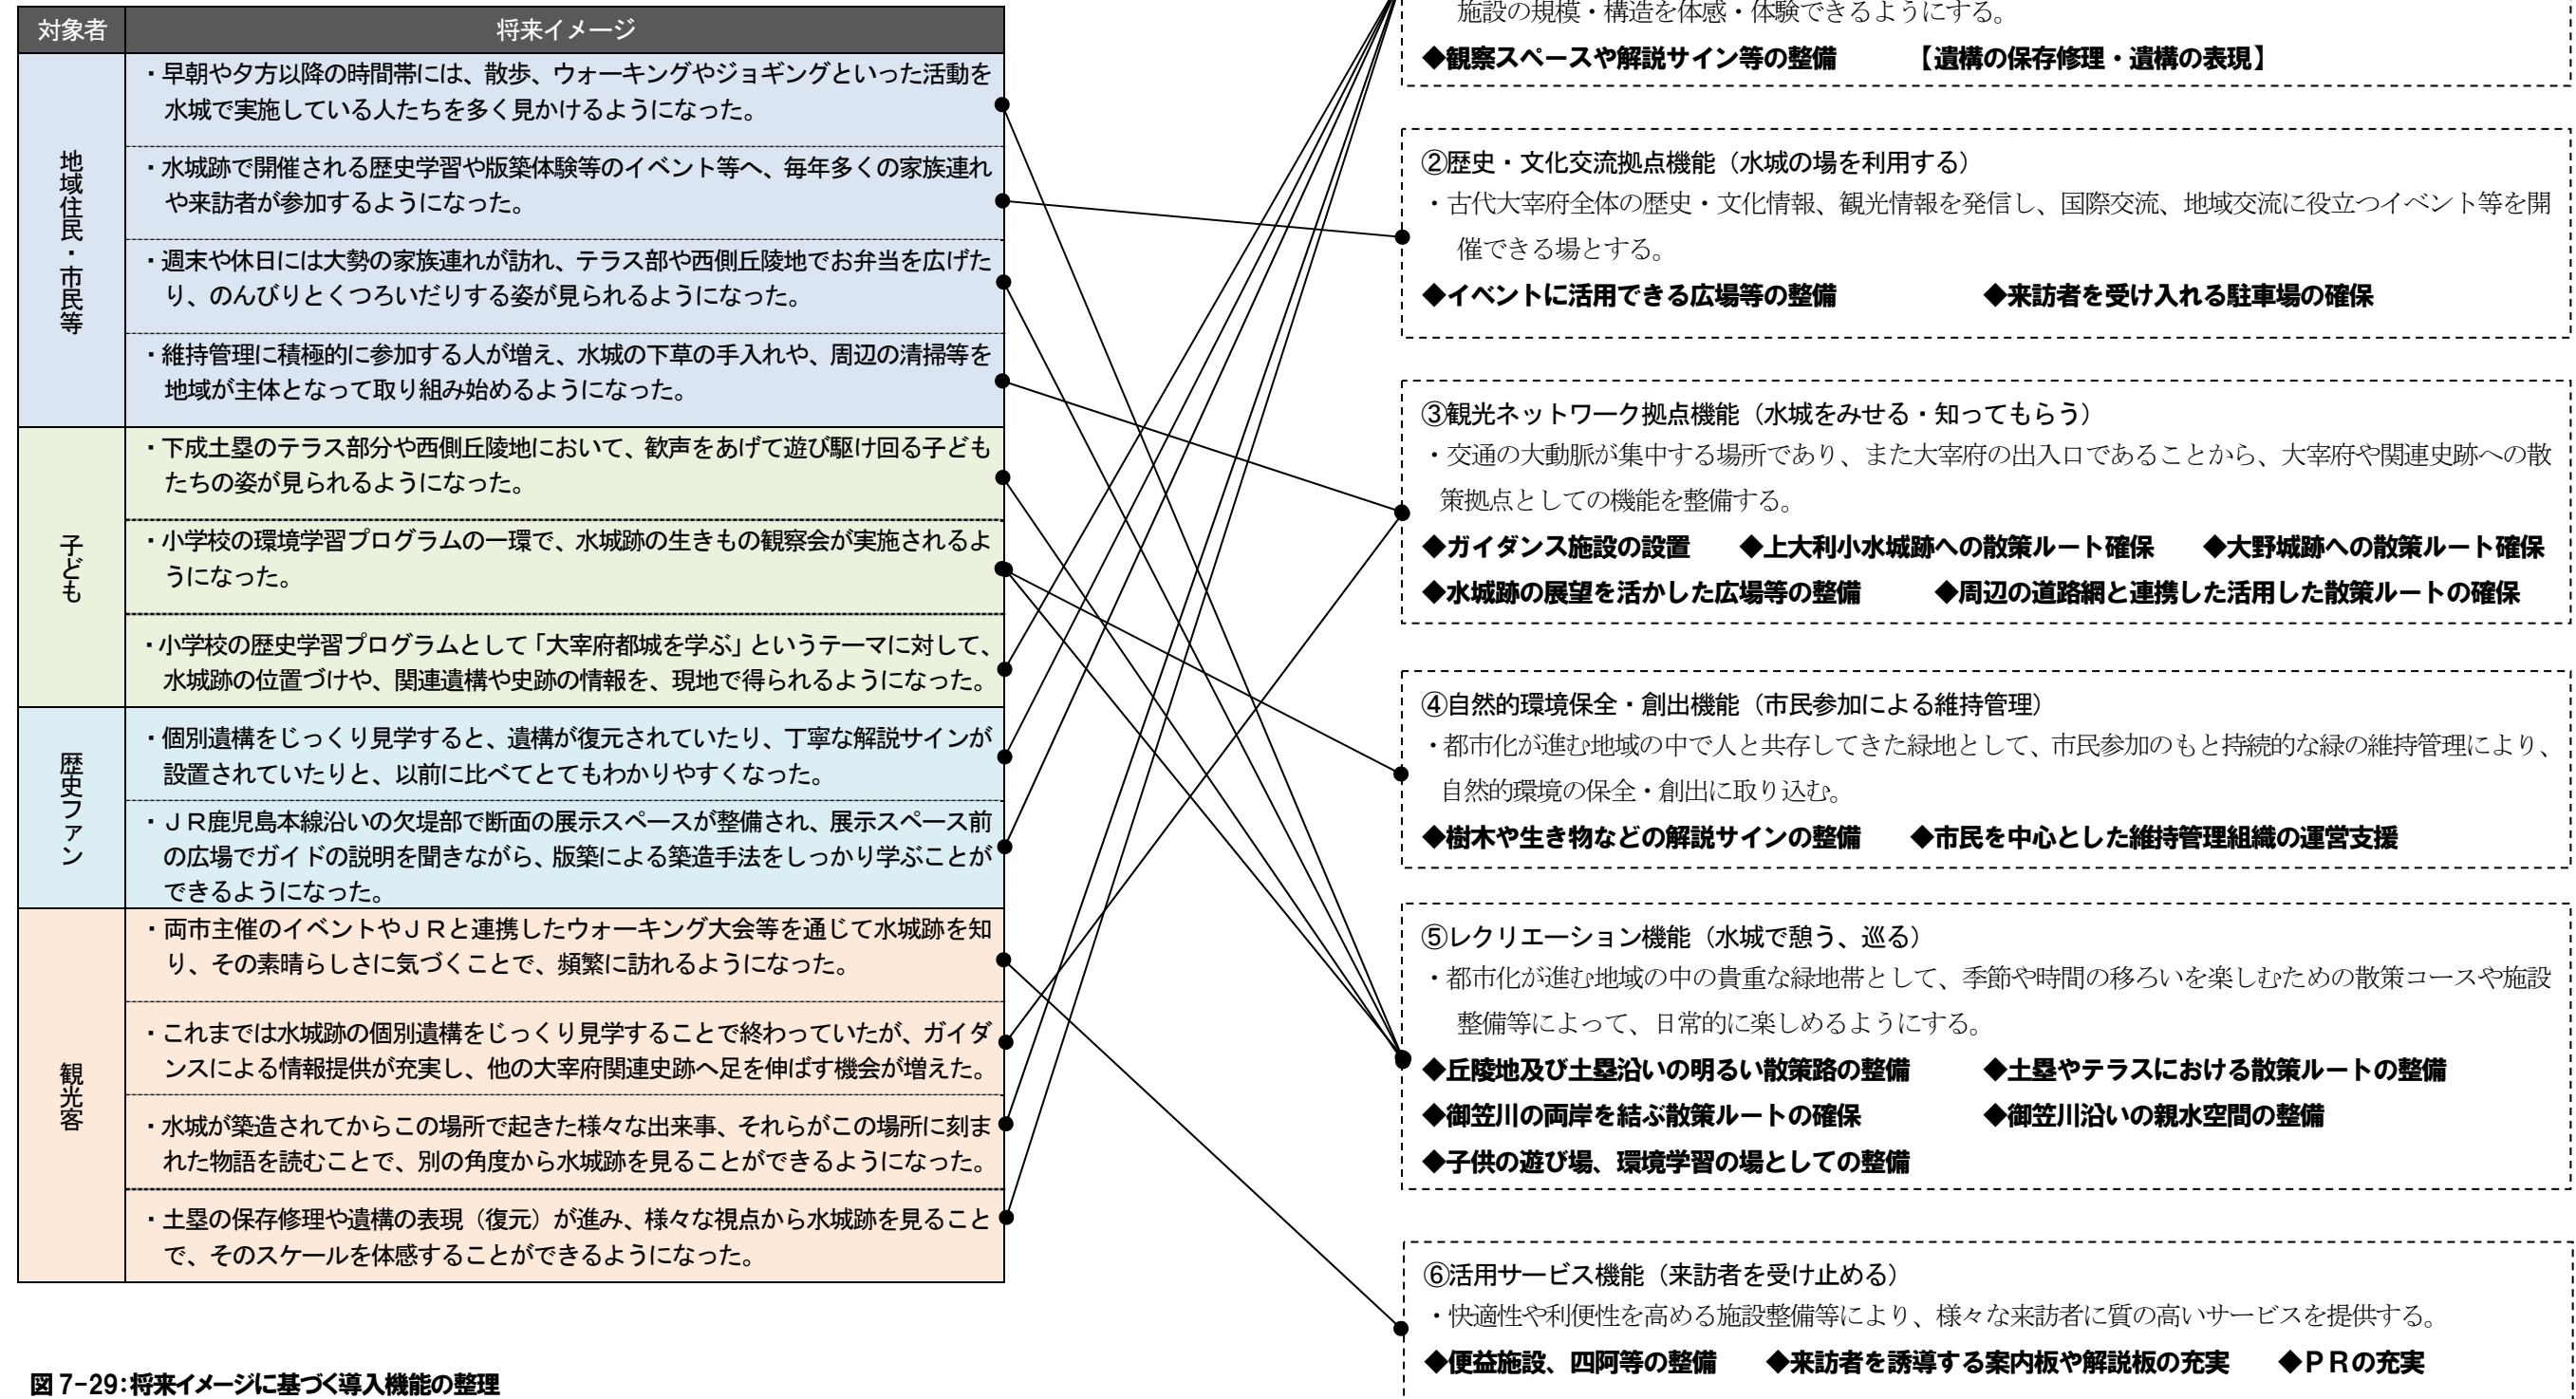 対象者
将来イメージ
地域住民・市民等
・早朝や夕方以降の時間帯には、散歩、ウォーキングやジョギングといった活動を
水城で実施している人たちを多く見かけるようになった。
・水城跡で開催される歴史学習や版築体験等のイベント等へ、毎年多くの家族連れ
や来訪者が参加するようになった。
・週末や休日には大勢の家族連れが訪れ、テラス部や西側丘陵地でお弁当を広げた
り、のんびりとくつろいだりする姿が見られるようになった。
・維持管理に積極的に参加する人が増え、水城の下草の手入れや、周辺の清掃等を
地域が主体となって取り組み始めるようになった。
子ども
・下成土塁のテラス部分や西側丘陵地において、歓声をあげて遊び駆け回る子ども
たちの姿が見られるようになった。
・小学校の環境学習プログラムの一環で、水城跡の生きもの観察会が実施されるよ
うになった。
・小学校の歴史学習プログラムとして「大宰府都城を学ぶ」というテーマに対して、
水城跡の位置づけや、関連遺構や史跡の情報を、現地で得られるようになった。
歴史ファン
・個別遺構をじっくり見学すると、遺構が復元されていたり、丁寧な解説サインが
設置されていたりと、以前に比べてとてもわかりやすくなった。
・ＪＲ鹿児島本線沿いの欠堤部で断面の展示スペースが整備され、展示スペース前
の広場でガイドの説明を聞きながら、版築による築造手法をしっかり学ぶことが
できるようになった。
観光客
・両市主催のイベントやＪＲと連携したウォーキング大会等を通じて水城跡を知
り、その素晴らしさに気づくことで、頻繁に訪れるようになった。
・これまでは水城跡の個別遺構をじっくり見学することで終わっていたが、ガイダ
ンスによる情報提供が充実し、他の大宰府関連史跡へ足を伸ばす機会が増えた。
・水城が築造されてからこの場所で起きた様々な出来事、それらがこの場所に刻ま
れた物語を読むことで、別の角度から水城跡を見ることができるようになった。
・土塁の保存修理や遺構の表現（復元）が進み、様々な視点から水城跡を見ること
で、そのスケールを体感することができるようになった。
図 7-29：将来イメージに基づく導入機能の整理
施設の規模・構造を体感・体験できるようにする。
◆観察スペースや解説サイン等の整備　【遺構の保存修理・遺構の表現】
②歴史・文化交流拠点機能（水城の場を利用する）
・古代大宰府全体の歴史・文化情報、観光情報を発信し、国際交流、地域交流に役立つイベント等を開
催できる場とする。
◆イベントに活用できる広場等の整備　◆来訪者を受け入れる駐車場の確保
③観光ネットワーク拠点機能（水城をみせる・知ってもらう）
・交通の大動脈が集中する場所であり、また大宰府の出入口であることから、大宰府や関連史跡への散
策拠点としての機能を整備する。
◆ガイダンス施設の設置　◆上大利小水城跡への散策ルート確保　◆大野城跡への散策ルート確保
◆水城跡の展望を活かした広場等の整備　◆周辺の道路網と連携した活用した散策ルートの確保
④自然的環境保全・創出機能（市民参加による維持管理）
・都市化が進む地域の中で人と共存してきた緑地として、市民参加のもと持続的な緑の維持管理により、
自然的環境の保全・創出に取り込む。
◆樹木や生き物などの解説サインの整備　◆市民を中心とした維持管理組織の運営支援
⑤レクリエーション機能（水城で憩う、巡る）
・都市化が進む地域の中の貴重な緑地帯として、季節や時間の移ろいを楽しむための散策コースや施設
整備等によって、日常的に楽しめるようにする。
◆丘陵地及び土塁沿いの明るい散策路の整備　◆土塁やテラスにおける散策ルートの整備
◆御笠川の両岸を結ぶ散策ルートの確保　◆御笠川沿いの親水空間の整備
◆子供の遊び場、環境学習の場としての整備
⑥活用サービス機能（来訪者を受け止める）
・快適性や利便性を高める施設整備等により、様々な来訪者に質の高いサービスを提供する。
◆便益施設、四阿等の整備　◆来訪者を誘導する案内板や解説板の充実　◆ＰＲの充実